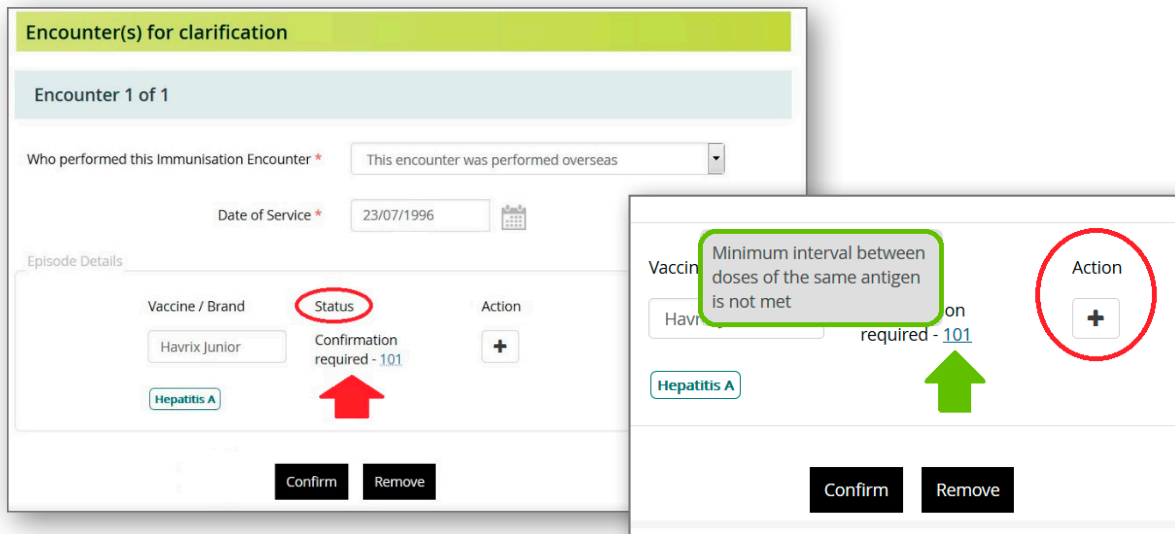 Encounter(s) for clarification
Encounter 1 of 1
Who performed this Immunisation Encounter *
This encounter was performed overseas
Date of Service *
23/07/1996
Episode Details
Vaccine / Brand
Status
Action
Havrix Junior
Confirmation
required - 101
Hepatitis A
Confirm
Remove
Minimum interval between
doses of the same antigen
is not met
Vaccin
Action
Havr
on
required - 101
Hepatitis A
Confirm
Remove